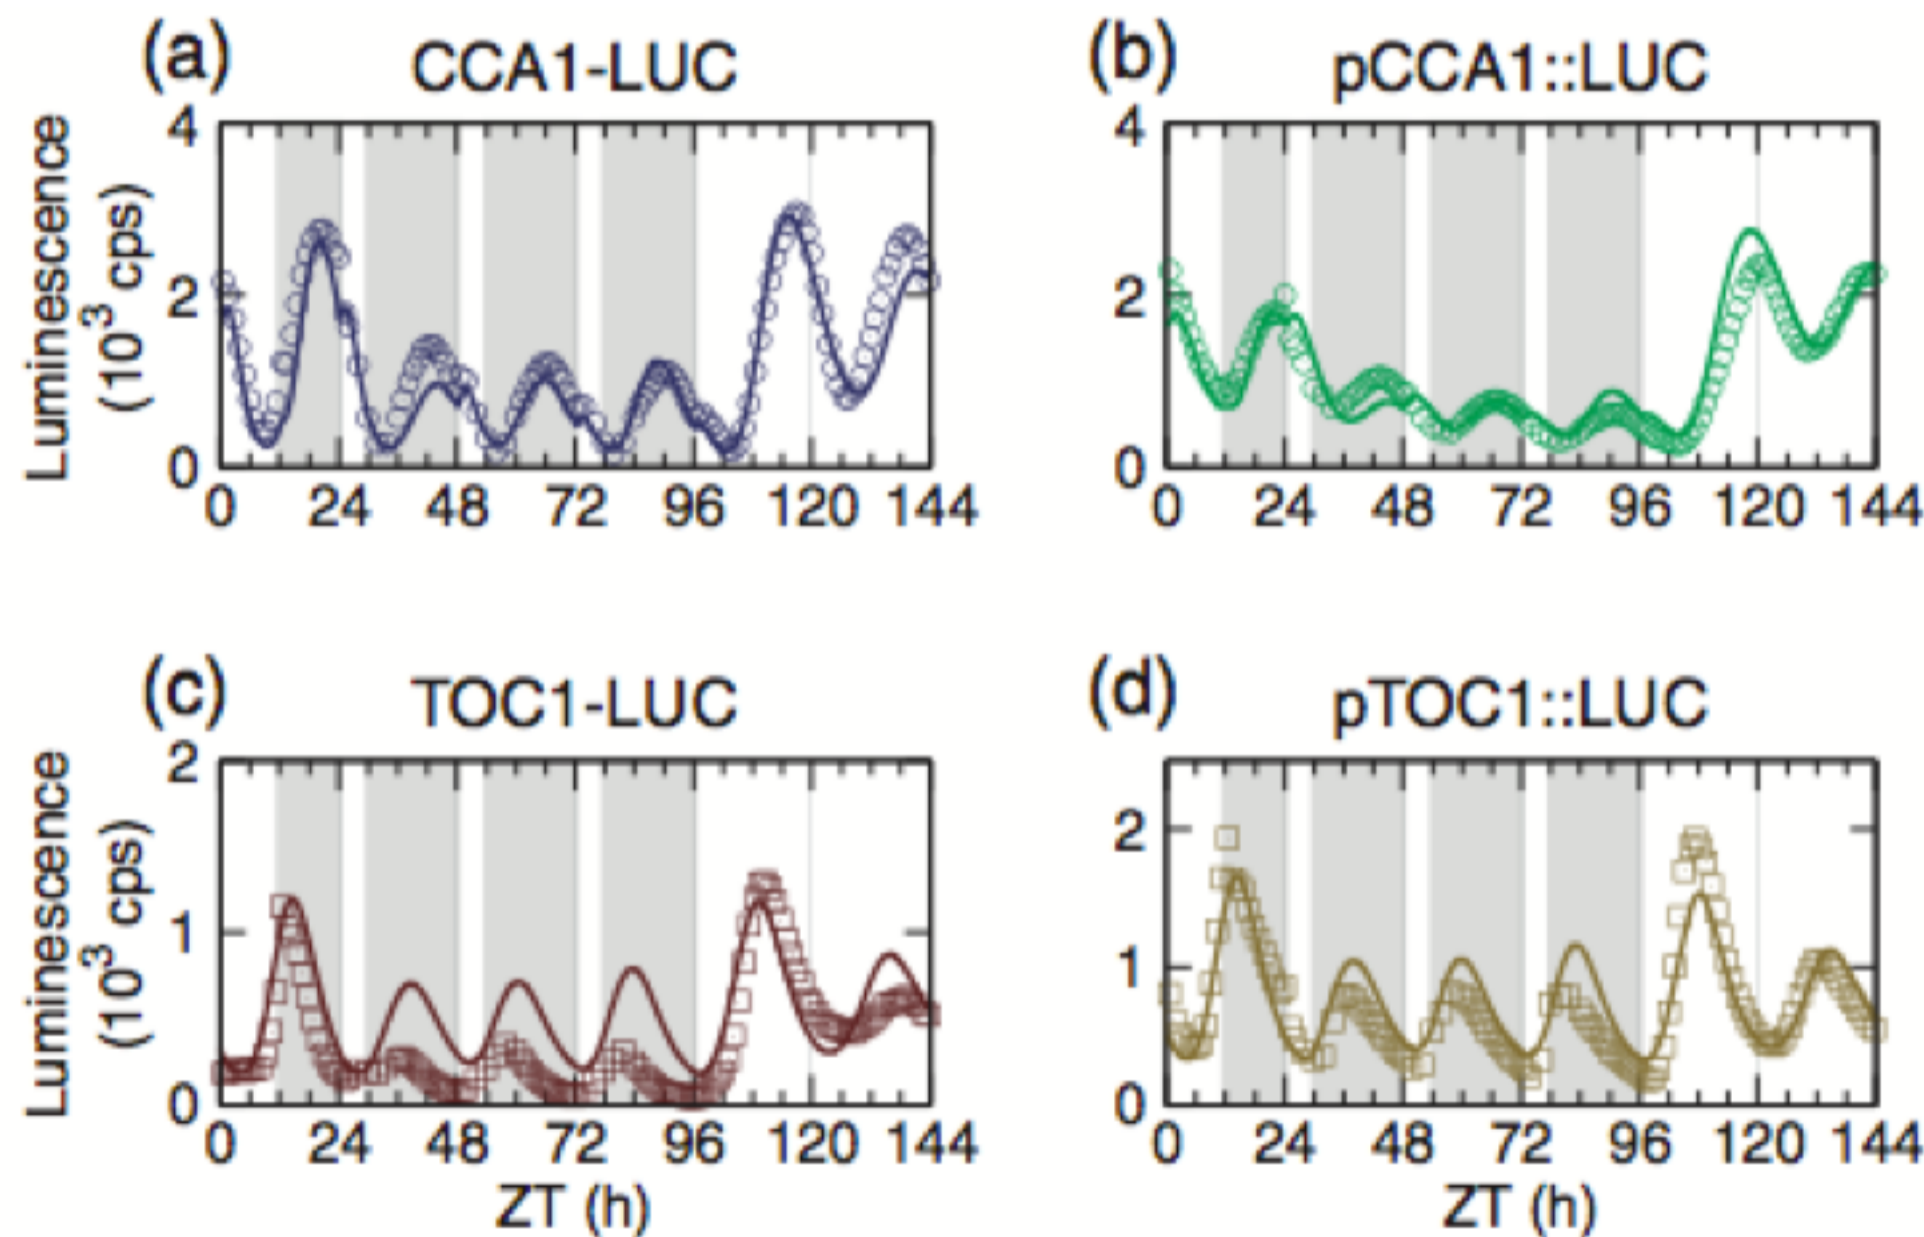 (a) CCA1-LUC
(b) pCCA1::LUC
Luminescence
(10³ cps)
4
2
0
0 24 48 72 96 120 144
4
2
0
0 24 48 72 96 120 144
(c) TOC1-LUC
(d) pTOC1::LUC
Luminescence
(10³ cps)
2
1
0
0 24 48 72 96 120 144
ZT (h)
2
1
0
0 24 48 72 96 120 144
ZT (h)